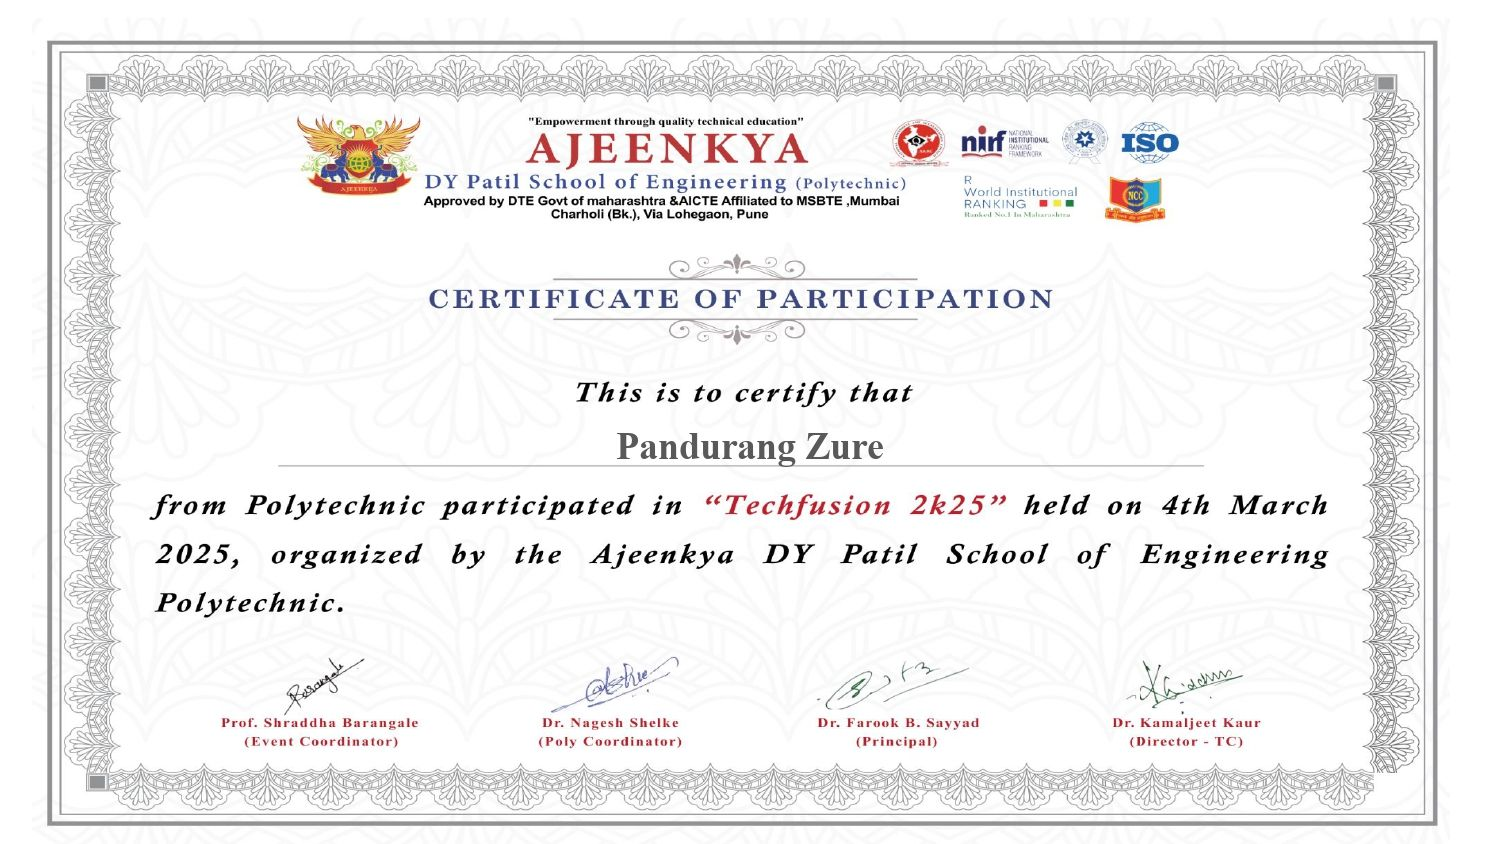 "Empowerment through quality technical education"
AJEENKYA
DY Patil School of Engineering (Polytechnic)
Approved by DTE Govt of maharashtra &AICTE Affiliated to MSBTE ,Mumbai
Charholi (Bk.), Via Lohegaon, Pune
AJEENKYA
nirf NATIONAL INSTITUTIONAL RANKING FRAMEWORK
ISO
R
World Institutional
RANKING
Ranked No.1 In Maharashtra
NCC
CERTIFICATE OF PARTICIPATION
This is to certify that
Pandurang Zure
from Polytechnic participated in “Techfusion 2k25” held on 4th March
2025, organized by the Ajeenkya DY Patil School of Engineering
Polytechnic.
Prof. Shraddha Barangale
(Event Coordinator)
Dr. Nagesh Shelke
(Poly Coordinator)
Dr. Farook B. Sayyad
(Principal)
Dr. Kamaljeet Kaur
(Director - TC)